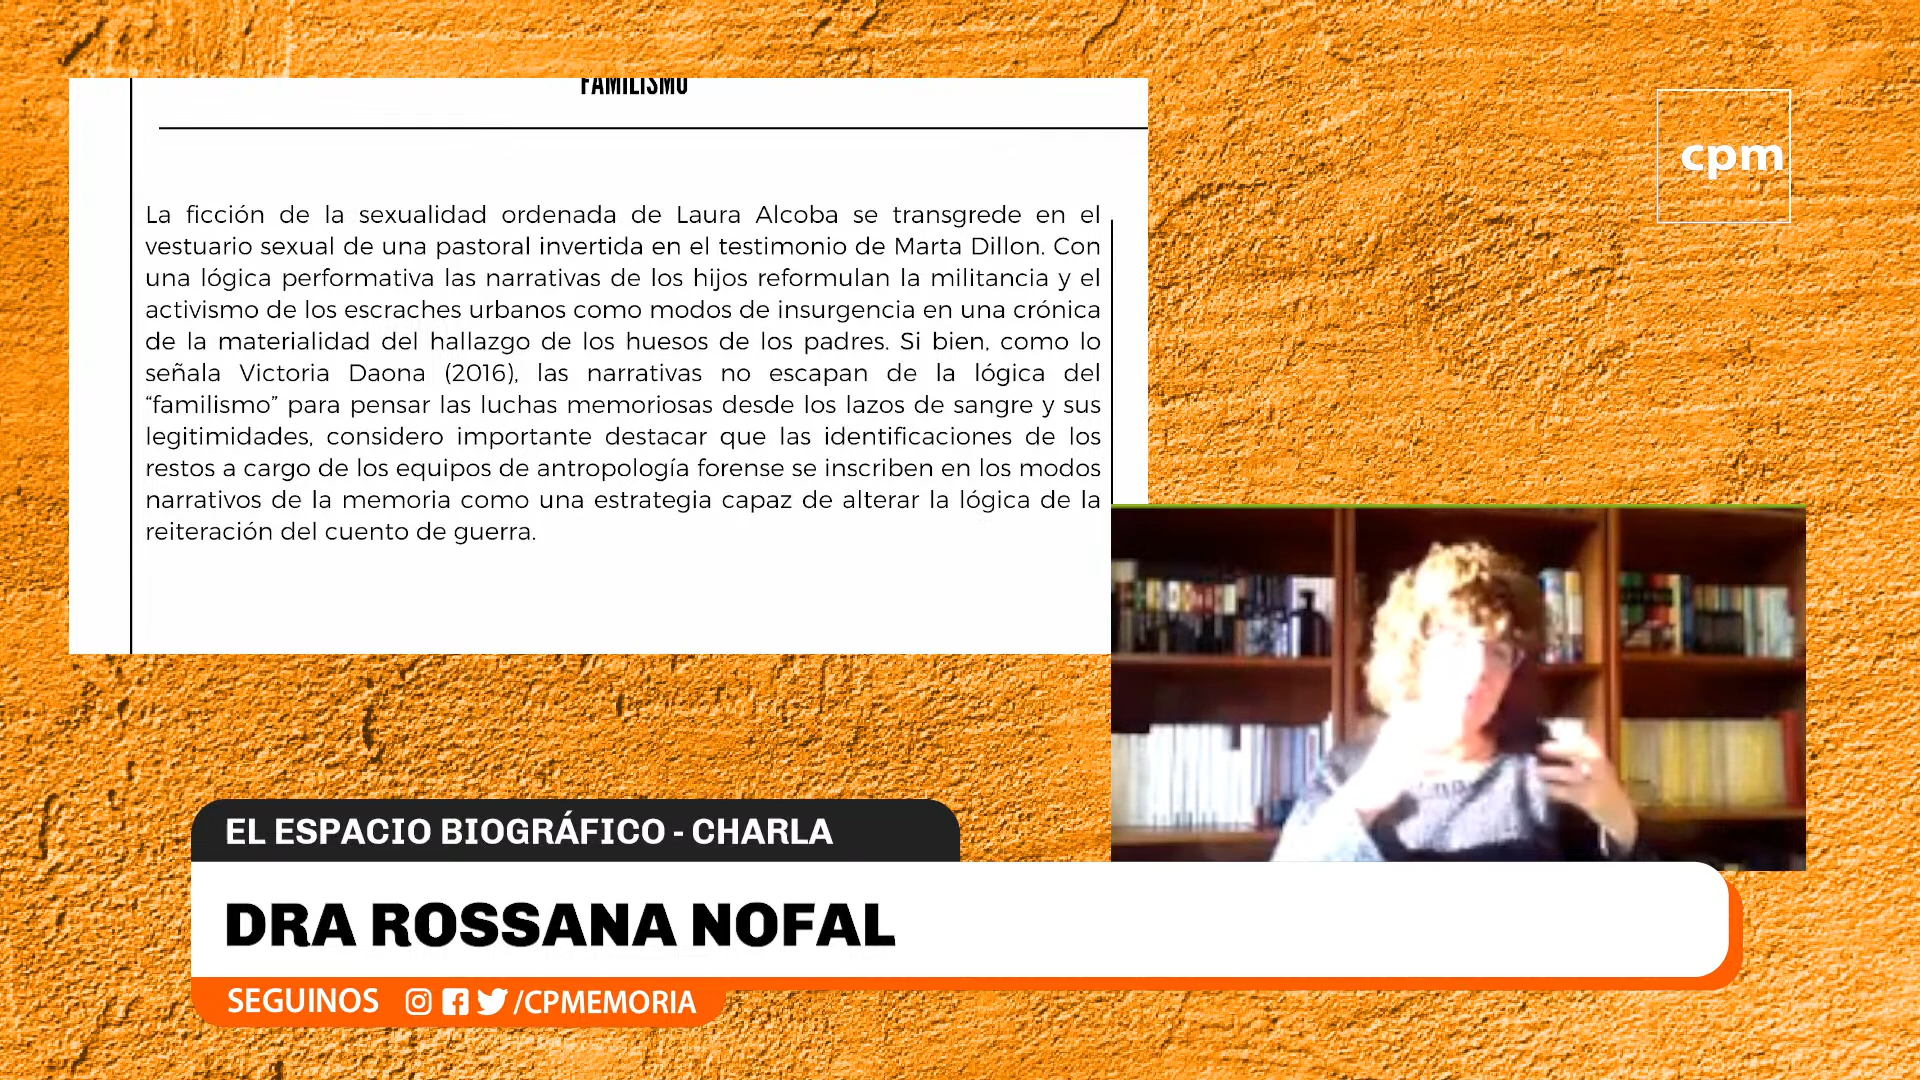 FAMILISMO
La ficción de la sexualidad ordenada de Laura Alcoba se transgrede en el
vestuario sexual de una pastoral invertida en el testimonio de Marta Dillon. Con
una lógica performativa las narrativas de los hijos reformulan la militancia y el
activismo de los escraches urbanos como modos de insurgencia en una crónica
de la materialidad del hallazgo de los huesos de los padres. Si bien, como lo
señala Victoria Daona (2016), las narrativas no escapan de la lógica del
“familismo” para pensar las luchas memoriosas desde los lazos de sangre y sus
legitimidades, considero importante destacar que las identificaciones de los
restos a cargo de los equipos de antropología forense se inscriben en los modos
narrativos de la memoria como una estrategia capaz de alterar la lógica de la
reiteración del cuento de guerra.
cpm
EL ESPACIO BIOGRÁFICO - CHARLA
DRA ROSSANA NOFAL
SEGUINOS /CPMEMORIA